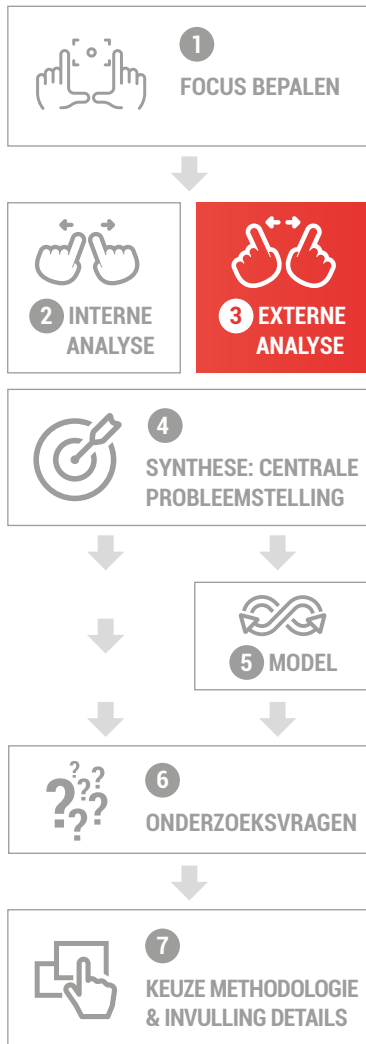 1
FOCUS BEPALEN
2 INTERNE
ANALYSE
3 EXTERNE
ANALYSE
4
SYNTHESE: CENTRALE
PROBLEEMSTELLING
5 MODEL
?????
6
ONDERZOEKSVRAGEN
7
KEUZE METHODOLOGIE
& INVULLING DETAILS